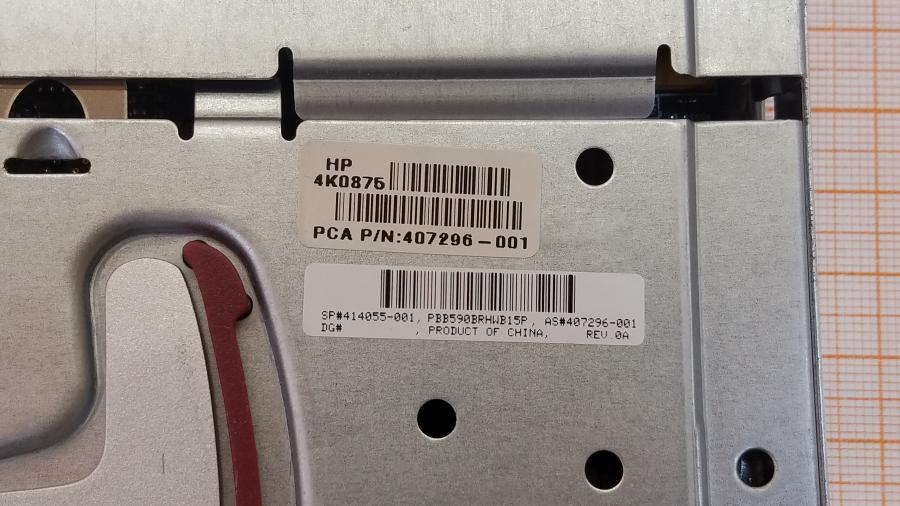 HP
4K0875
PCA P/N:407296-001
SP#414055-001, PBB590BRHWB15P, AS#407296-001
DG# , PRODUCT OF CHINA, REV.0A